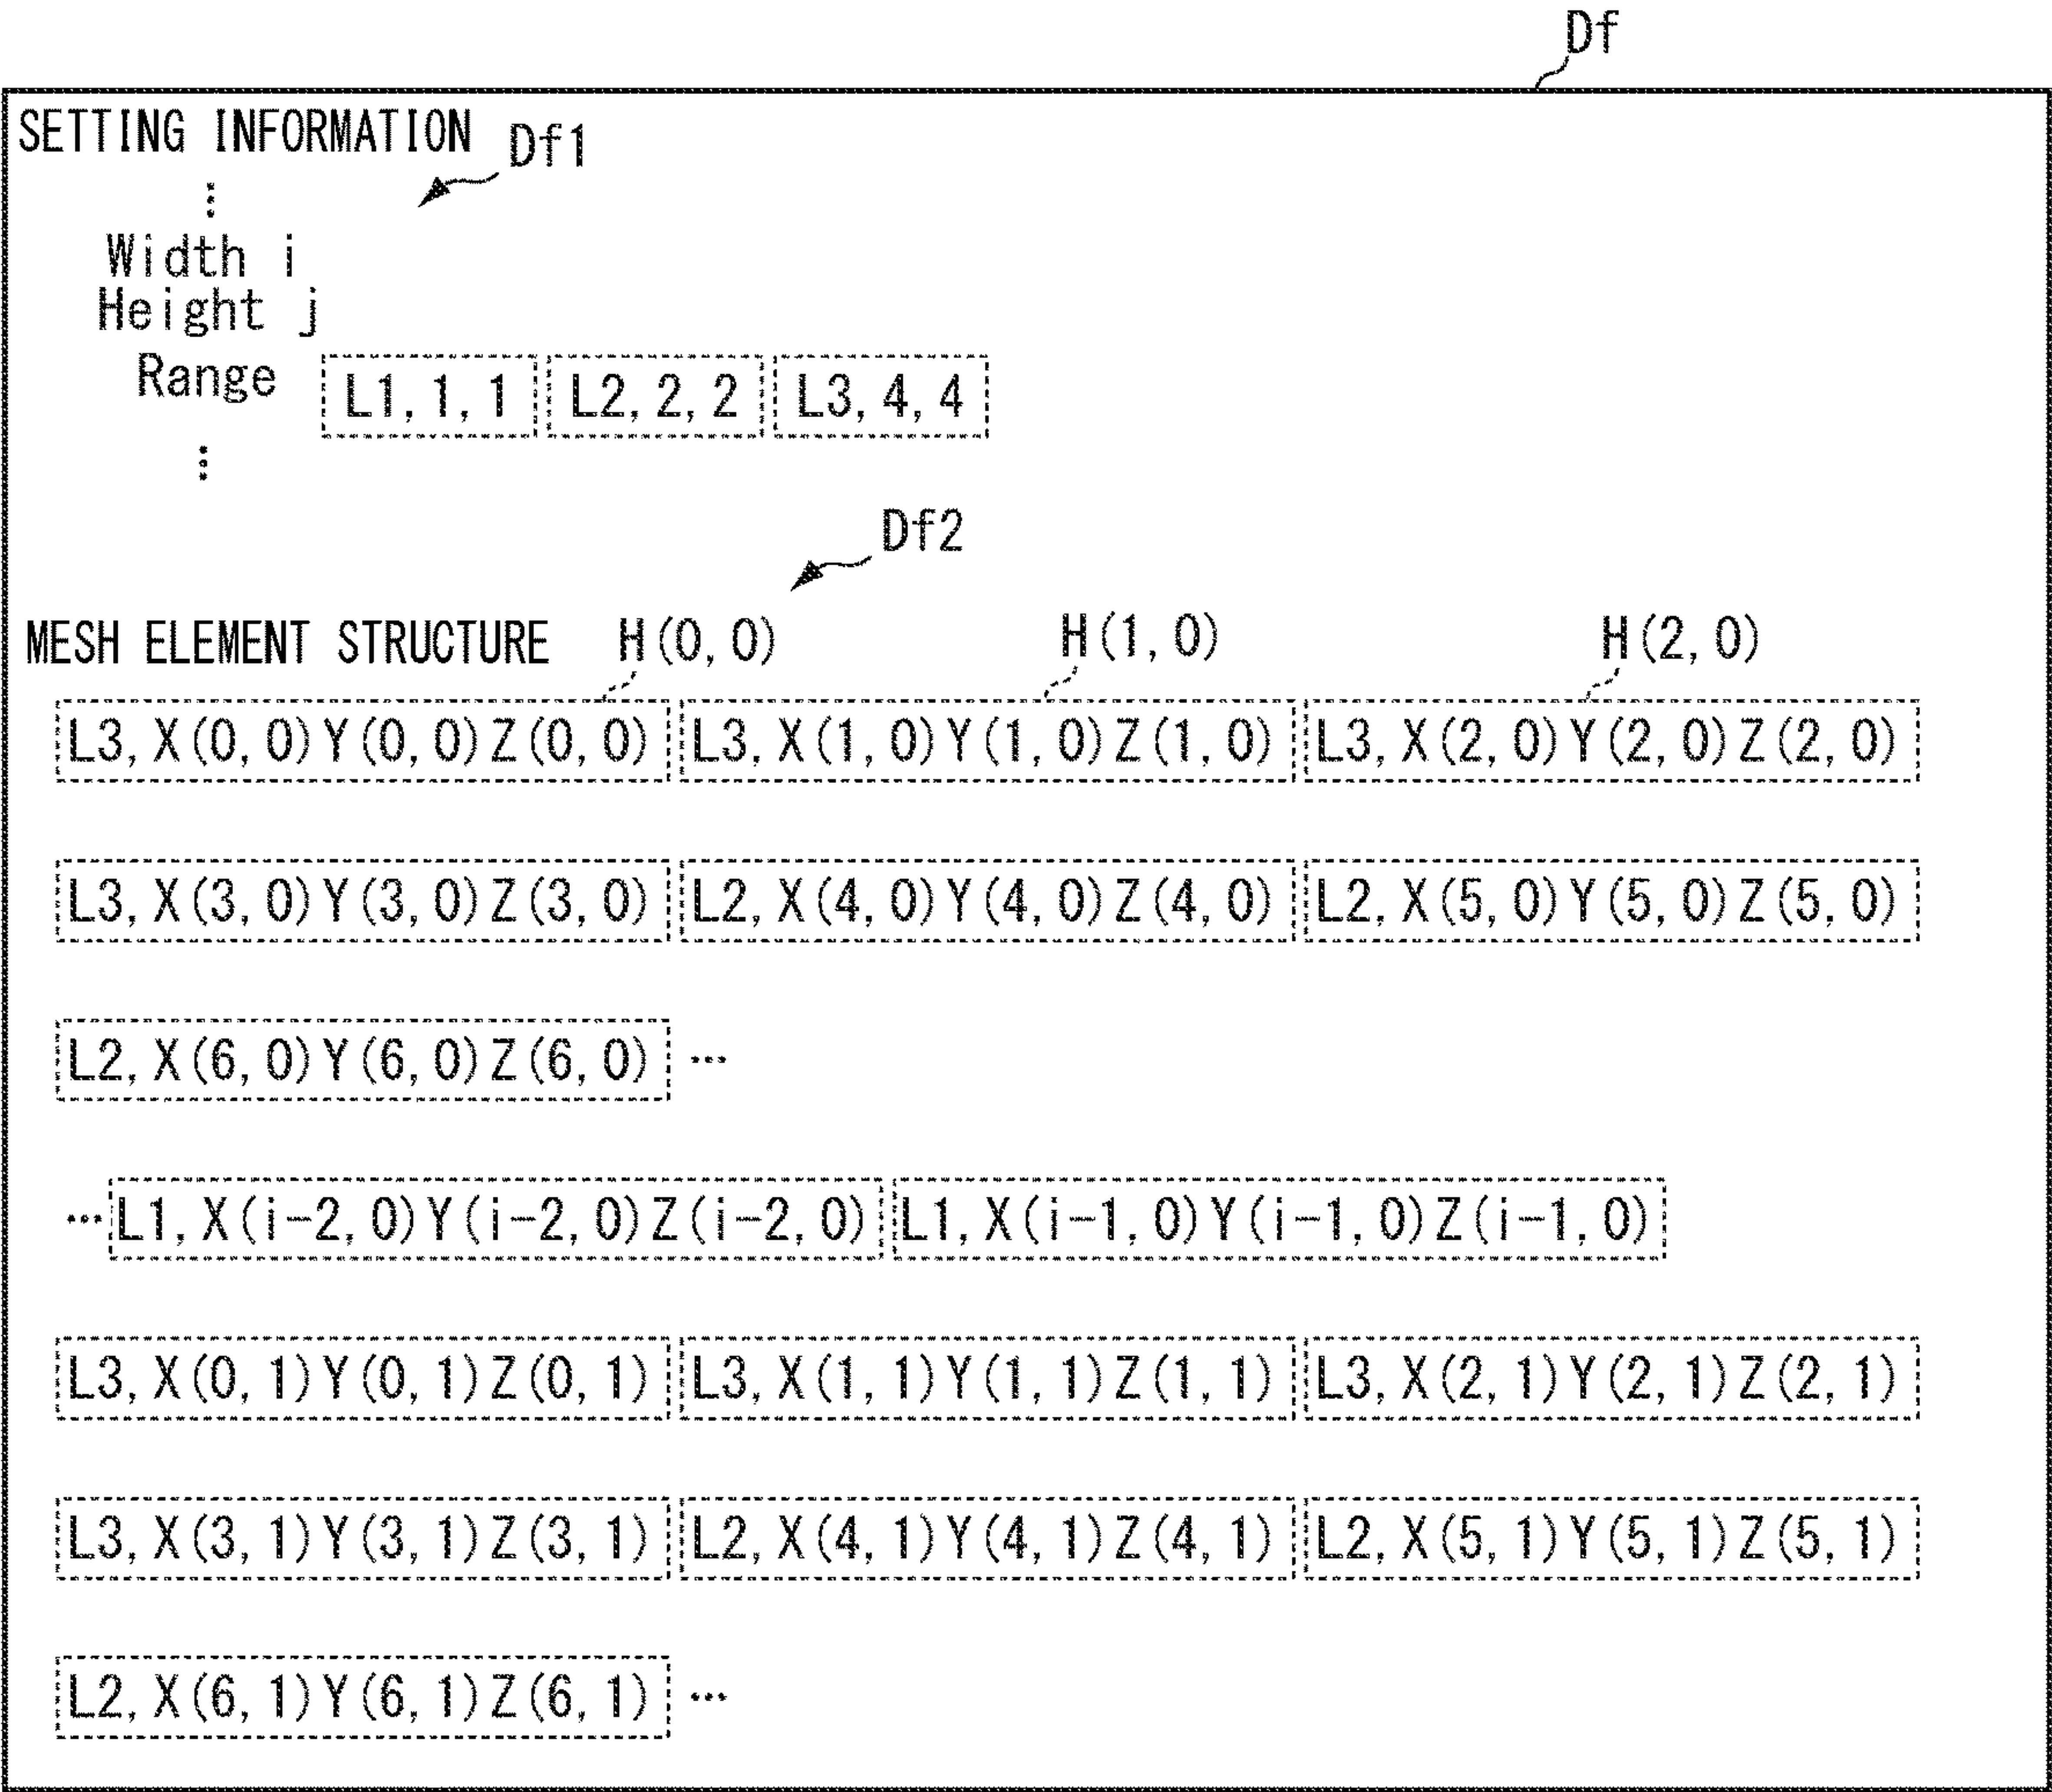 Df
SETTING INFORMATION Df1
⋮
Width i
Height j
Range L1,1,1 L2,2,2 L3,4,4
⋮
Df2
MESH ELEMENT STRUCTURE H(0,0) H(1,0) H(2,0)
L3,X(0,0)Y(0,0)Z(0,0) L3,X(1,0)Y(1,0)Z(1,0) L3,X(2,0)Y(2,0)Z(2,0)
L3,X(3,0)Y(3,0)Z(3,0) L2,X(4,0)Y(4,0)Z(4,0) L2,X(5,0)Y(5,0)Z(5,0)
L2,X(6,0)Y(6,0)Z(6,0) …
…L1,X(i-2,0)Y(i-2,0)Z(i-2,0) L1,X(i-1,0)Y(i-1,0)Z(i-1,0)
L3,X(0,1)Y(0,1)Z(0,1) L3,X(1,1)Y(1,1)Z(1,1) L3,X(2,1)Y(2,1)Z(2,1)
L3,X(3,1)Y(3,1)Z(3,1) L2,X(4,1)Y(4,1)Z(4,1) L2,X(5,1)Y(5,1)Z(5,1)
L2,X(6,1)Y(6,1)Z(6,1) …